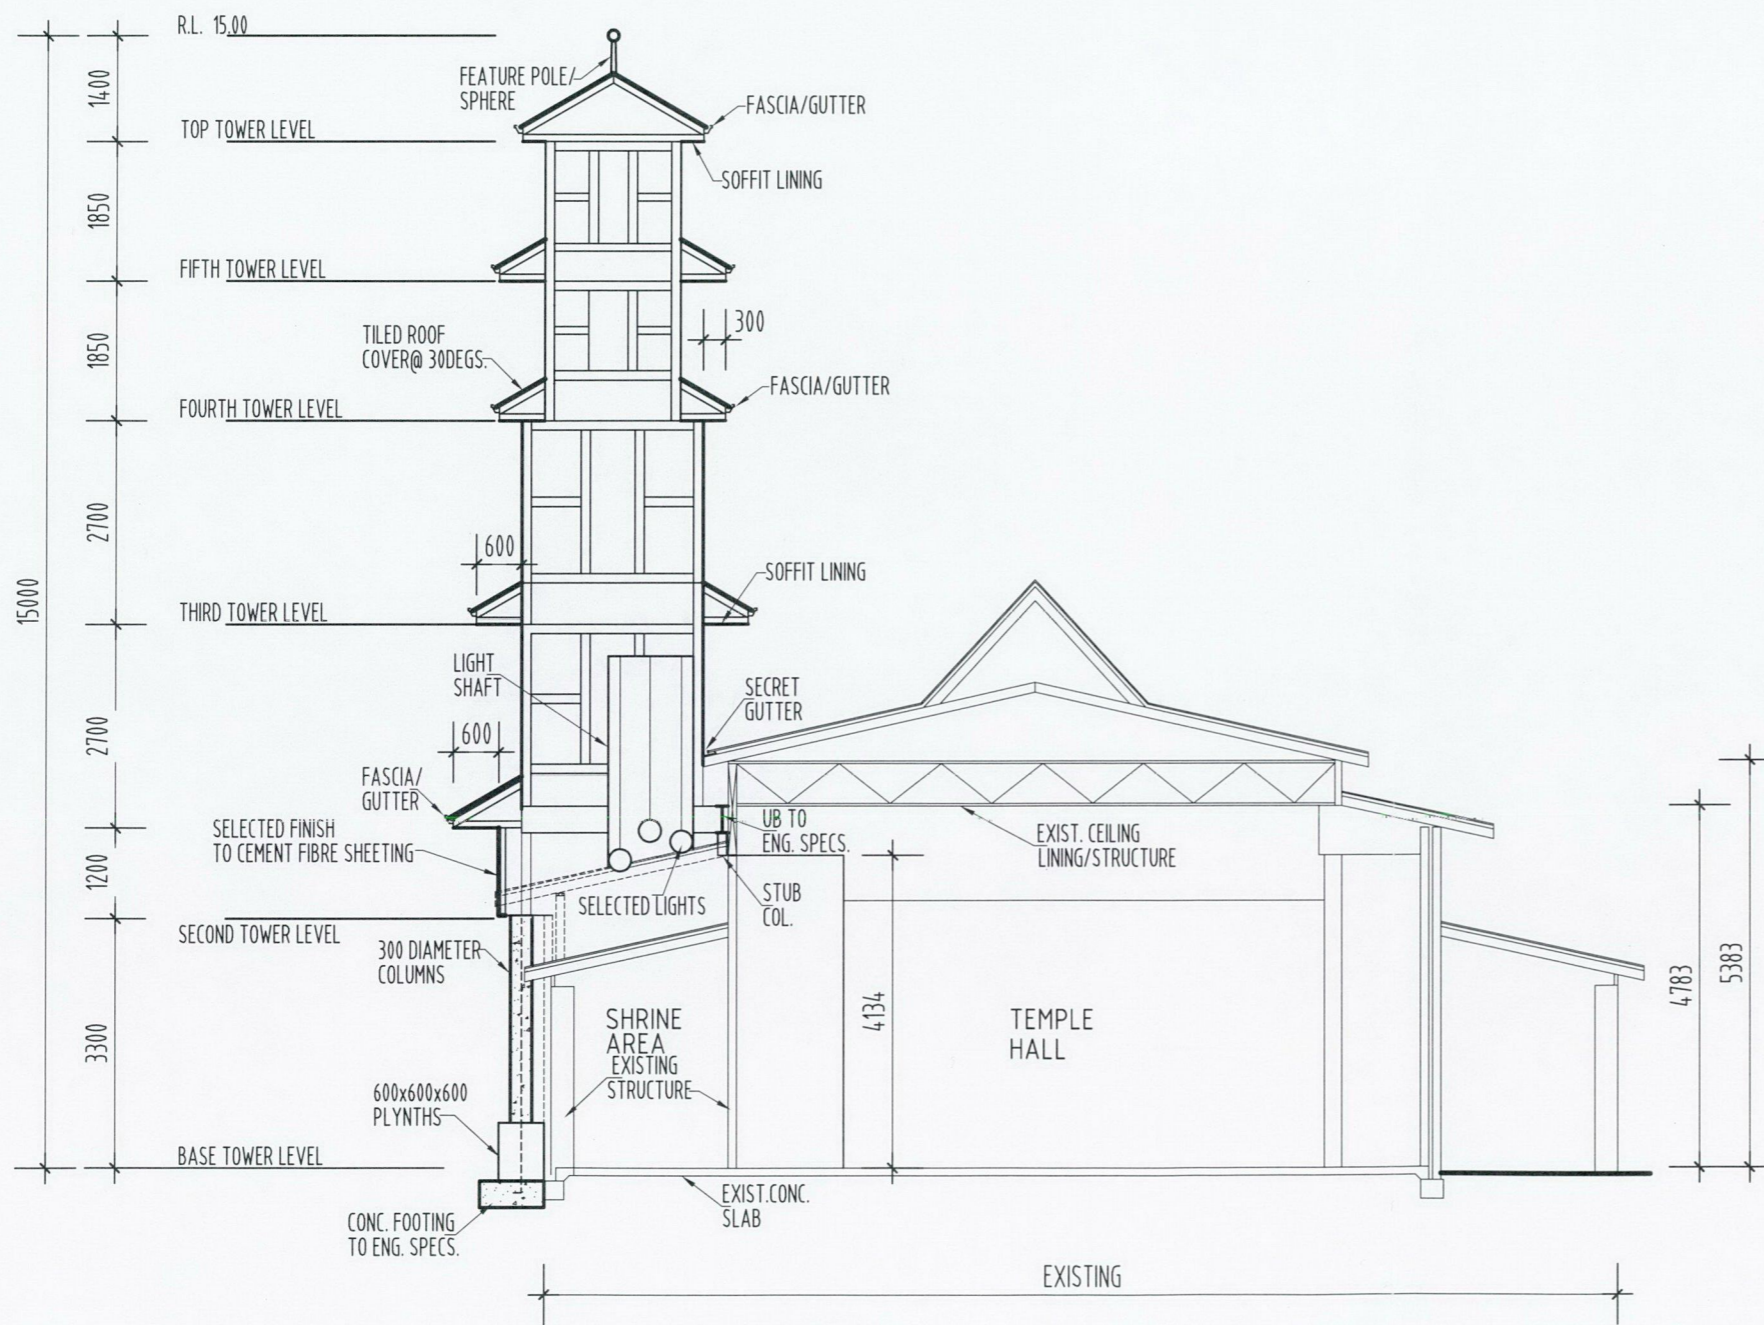 R.L. 15.00
FEATURE POLE/
SPHERE
FASCIA/GUTTER
1400
TOP TOWER LEVEL
SOFFIT LINING
1850
FIFTH TOWER LEVEL
300
TILED ROOF
COVER@ 30DEGS.
1850
FASCIA/GUTTER
FOURTH TOWER LEVEL
2700
600
SOFFIT LINING
15000
THIRD TOWER LEVEL
LIGHT
SHAFT
SECRET
GUTTER
2700
600
FASCIA/
GUTTER
SELECTED FINISH
TO CEMENT FIBRE SHEETING
UB TO
ENG. SPECS.
EXIST. CEILING
LINING/STRUCTURE
1200
SELECTED LIGHTS
STUB
COL.
SECOND TOWER LEVEL
300 DIAMETER
COLUMNS
4134
4783
5383
SHRINE
AREA
TEMPLE
HALL
3300
EXISTING
STRUCTURE
600x600x600
PLYNTHS
BASE TOWER LEVEL
EXIST.CONC.
SLAB
CONC. FOOTING
TO ENG. SPECS.
EXISTING